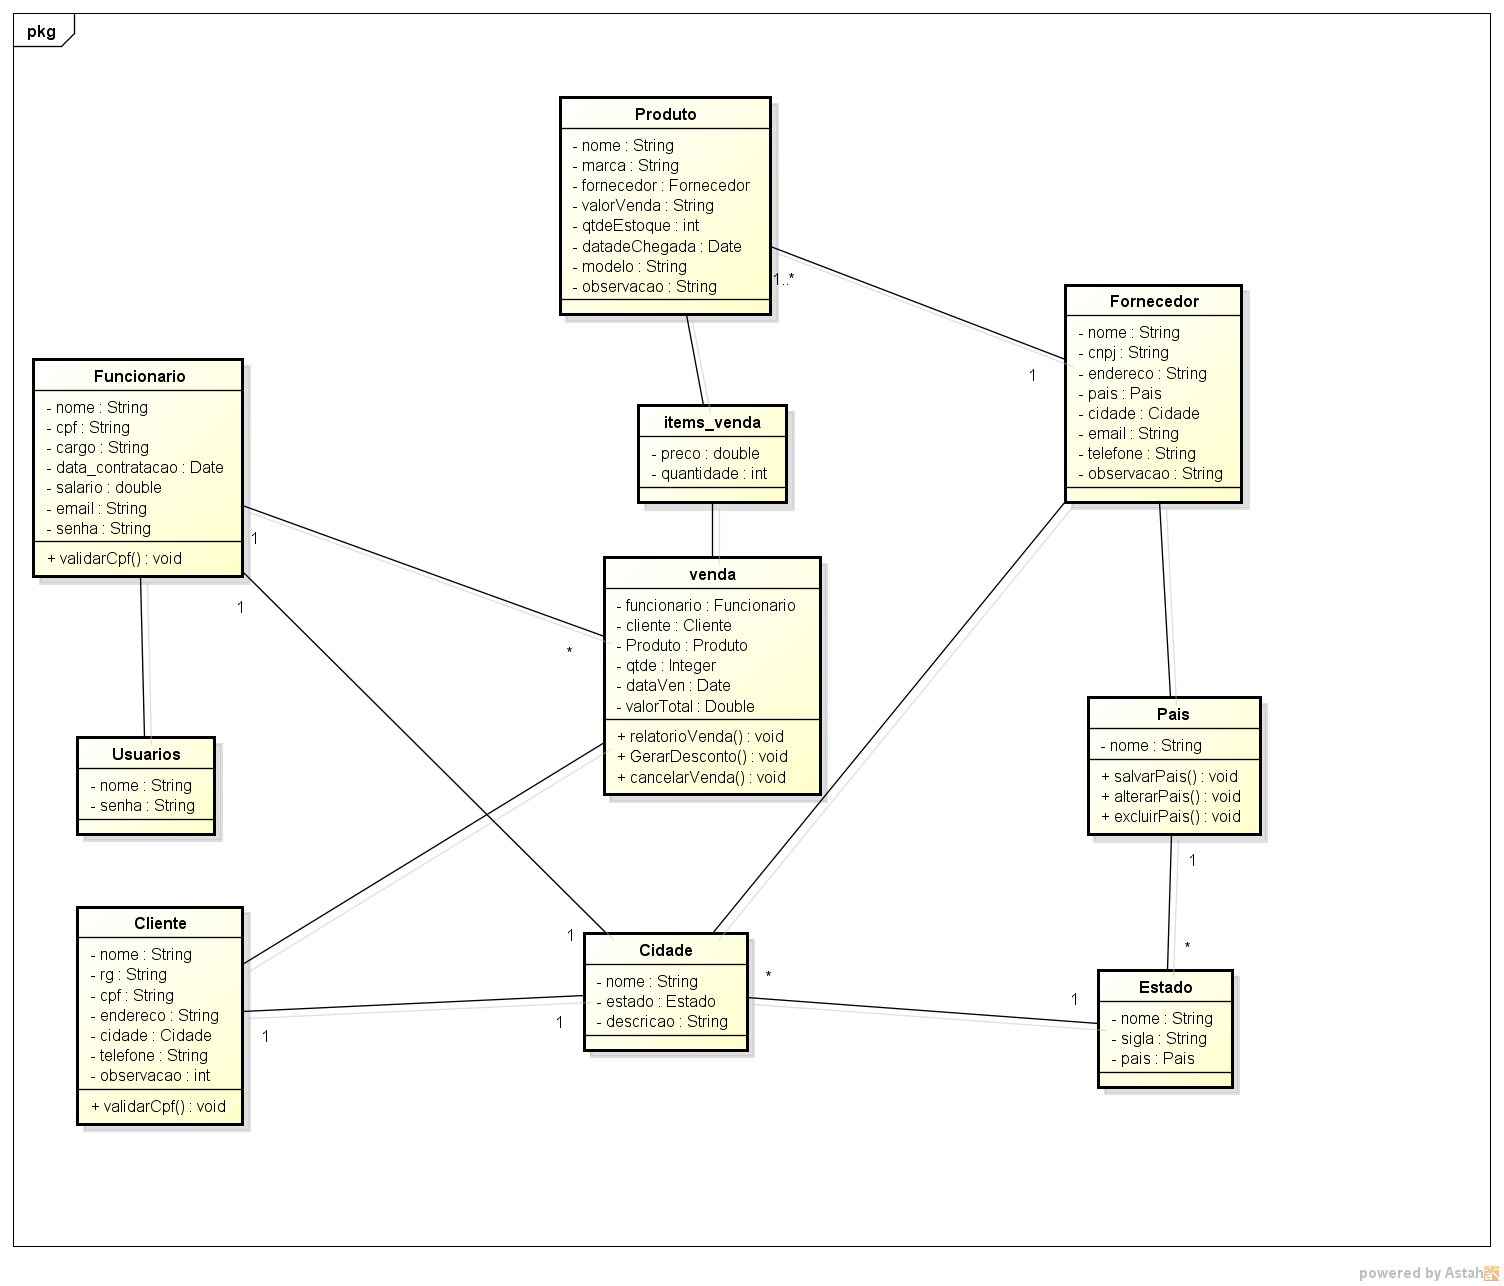 pkg
Produto
- nome : String
- marca : String
- fornecedor : Fornecedor
- valorVenda : String
- qtdeEstoque : int
- datadeChegada : Date
- modelo : String
- observacao : String
1..*
1
Fornecedor
- nome : String
- cnpj : String
- endereco : String
- pais : Pais
- cidade : Cidade
- email : String
- telefone : String
- observacao : String
Funcionario
- nome : String
- cpf : String
- cargo : String
- data_contratacao : Date
- salario : double
- email : String
- senha : String
+ validarCpf() : void
1
1
items_venda
- preco : double
- quantidade : int
venda
- funcionario : Funcionario
- cliente : Cliente
- Produto : Produto
- qtde : Integer
- dataVen : Date
- valorTotal : Double
+ relatorioVenda() : void
+ GerarDesconto() : void
+ cancelarVenda() : void
*
Usuarios
- nome : String
- senha : String
Pais
- nome : String
+ salvarPais() : void
+ alterarPais() : void
+ excluirPais() : void
1
*
Cliente
- nome : String
- rg : String
- cpf : String
- endereco : String
- cidade : Cidade
- telefone : String
- observacao : int
+ validarCpf() : void
1
1
1
Cidade
- nome : String
- estado : Estado
- descricao : String
*
1
Estado
- nome : String
- sigla : String
- pais : Pais
powered by Astah